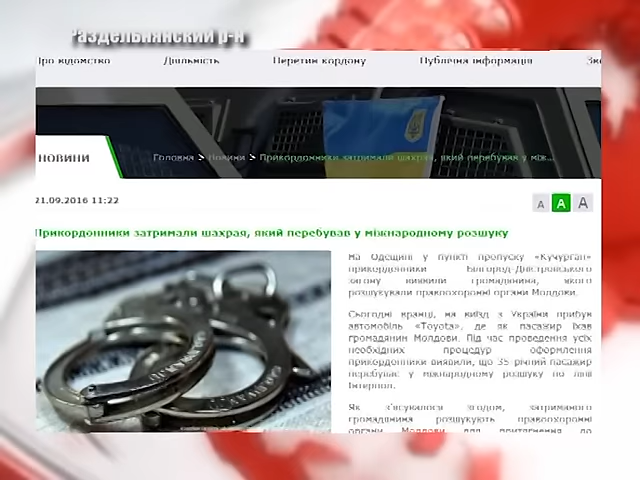 Раздельнянский р-н
Про відомство Діяльність Перетин кордону Публічна інформація Зв
НОВИНИ
Головна > Новини > Прикордонники затримали шахрая, який перебував у між...
21.09.2016 11:22
A A A
Прикордонники затримали шахрая, який перебував у міжнародному розшуку
На Одещині у пункті пропуску «Кучурган»
прикордонники Білгород-Дністровського
загону виявили громадянина, якого
розшукували правоохоронні органи Молдови.
Сьогодні вранці, на виїзд з України прибув
автомобіль «Toyota», де як пасажир їхав
громадянин Молдови. Під час проведення усіх
необхідних процедур оформлення
прикордонники виявили, що 35-річний пасажир
перебуває у міжнародному розшуку по лінії
Інтерпол.
Як з'ясувалося згодом, затриманого
громадянина розшукують правоохоронні
органи Молдови для притягнення до